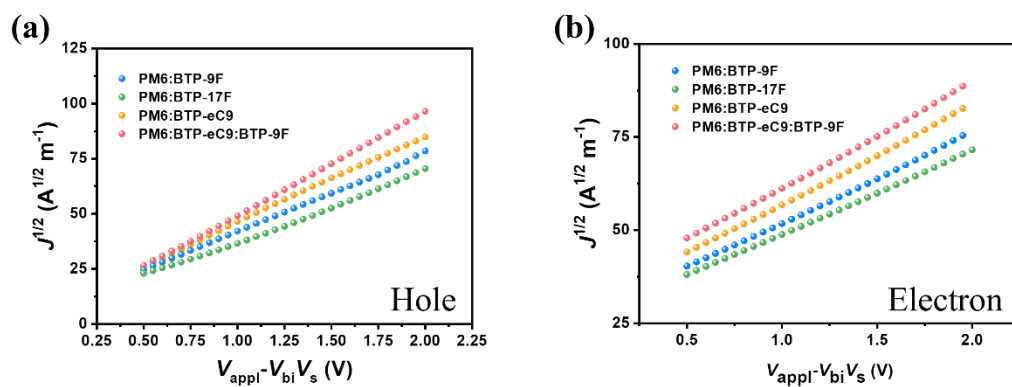 (a)
125
100
75
50
25
0
J1/2 (A1/2 m-1)
PM6:BTP-9F
PM6:BTP-17F
PM6:BTP-eC9
PM6:BTP-eC9:BTP-9F
Hole
0.25 0.50 0.75 1.00 1.25 1.50 1.75 2.00 2.25
Vappl-VbiVs (V)
(b)
100
75
50
25
J1/2 (A1/2 m-1)
PM6:BTP-9F
PM6:BTP-17F
PM6:BTP-eC9
PM6:BTP-eC9:BTP-9F
Electron
0.5 1.0 1.5 2.0
Vappl-VbiVs (V)